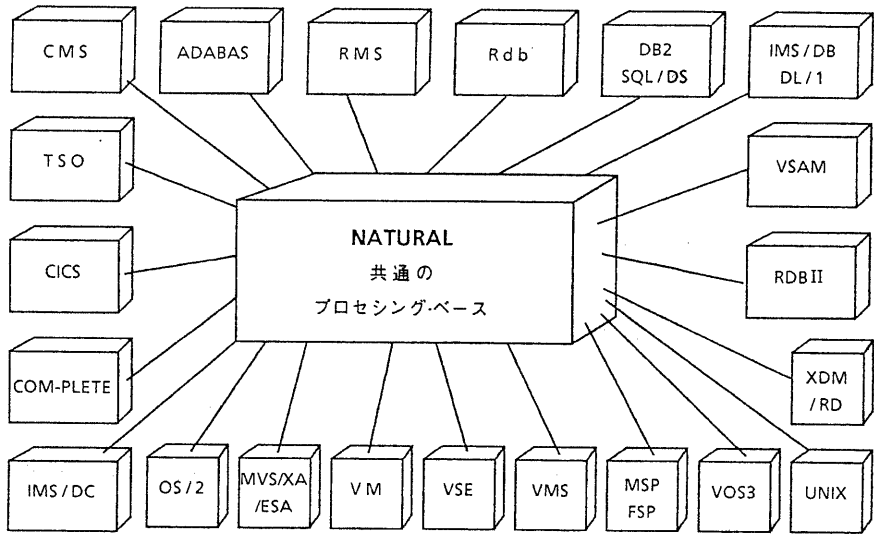 CMS
ADABAS
RMS
Rdb
DB2
SQL/DS
IMS/DB
DL/1
TSO
VSAM
NATURAL
共通の
プロセシング・ベース
CICS
RDBII
COM-PLETE
XDM
/RD
IMS/DC
OS/2
MVS/XA
/ESA
VM
VSE
VMS
MSP
FSP
VOS3
UNIX